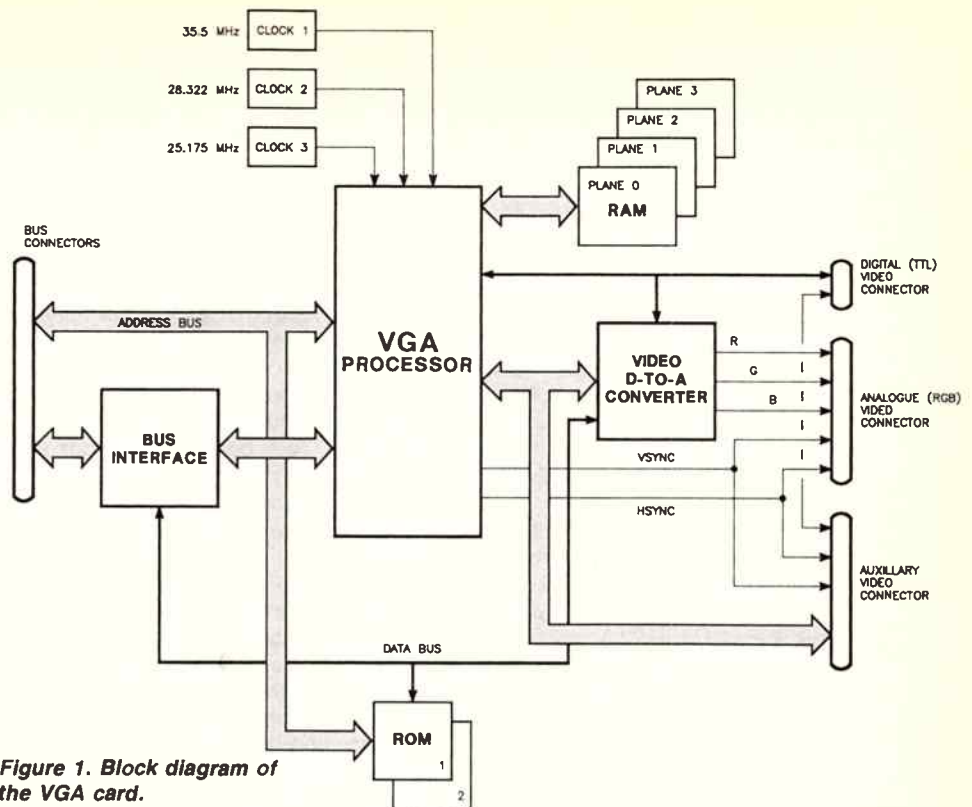 35.5 MHz CLOCK 1
28.322 MHz CLOCK 2
25.175 MHz CLOCK 3
PLANE 3
PLANE 2
PLANE 1
PLANE 0
RAM
BUS
CONNECTORS
ADDRESS BUS
VGA
PROCESSOR
BUS
INTERFACE
VIDEO
D-TO-A
CONVERTER
R
G
B
VSYNC
HSYNC
DIGITAL (TTL)
VIDEO
CONNECTOR
ANALOGUE (RGB)
VIDEO
CONNECTOR
AUXILLARY
VIDEO
CONNECTOR
DATA BUS
ROM
1
2
Figure 1. Block diagram of
the VGA card.